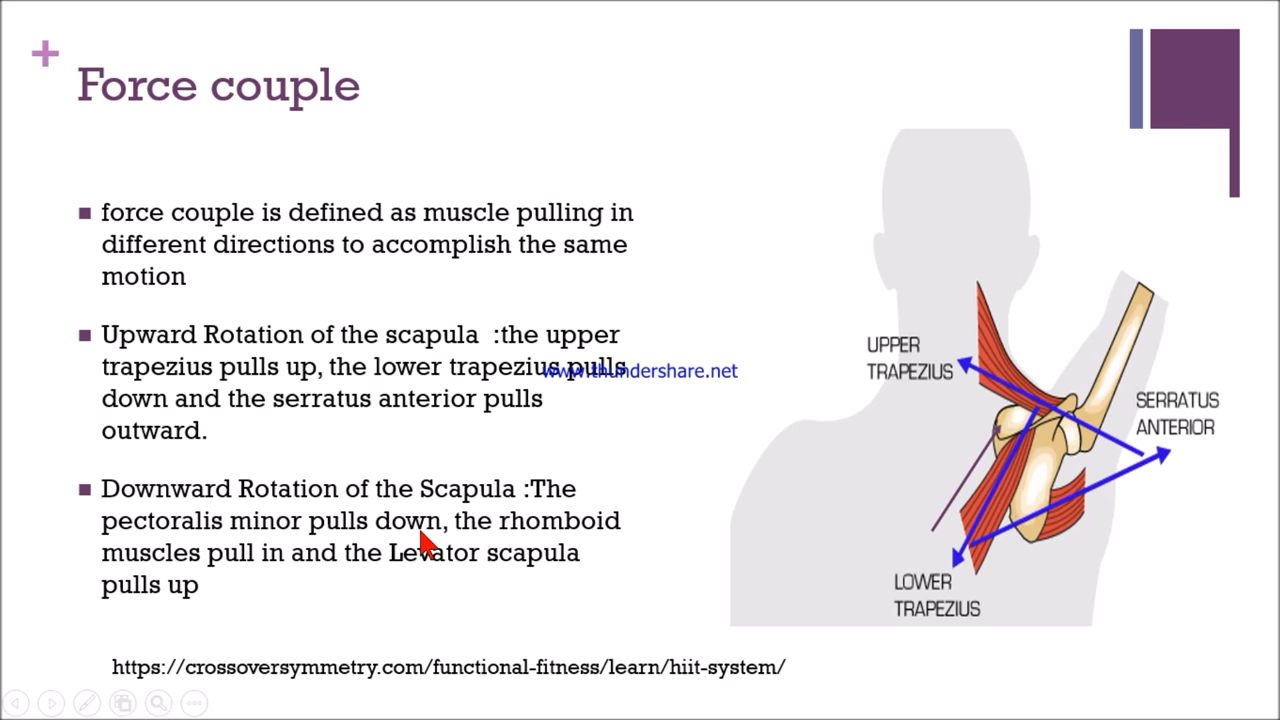 Force couple
force couple is defined as muscle pulling in
different directions to accomplish the same
motion
Upward Rotation of the scapula :the upper
trapezius pulls up, the lower trapezius pulls
down and the serratus anterior pulls
outward.
Downward Rotation of the Scapula :The
pectoralis minor pulls down, the rhomboid
muscles pull in and the Levator scapula
pulls up
www.thundershare.net
UPPER
TRAPEZIUS
SERRATUS
ANTERIOR
LOWER
TRAPEZIUS
https://crossoversymmetry.com/functional-fitness/learn/hiit-system/